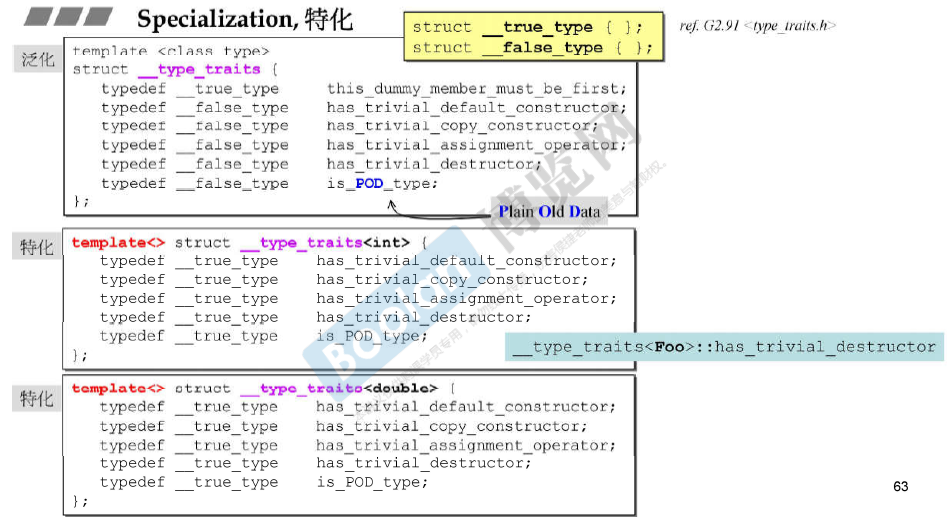 Specialization, 特化
struct __true_type { };
struct __false_type { };
ref. G2.91 <type_traits.h>
泛化
template <class type>
struct __type_traits {
typedef __true_type this_dummy_member_must_be_first;
typedef __false_type has_trivial_default_constructor;
typedef __false_type has_trivial_copy_constructor;
typedef __false_type has_trivial_assignment_operator;
typedef __false_type has_trivial_destructor;
typedef __false_type is_POD_type;
};
Plain Old Data
特化
template<> struct __type_traits<int> {
typedef __true_type has_trivial_default_constructor;
typedef __true_type has_trivial_copy_constructor;
typedef __true_type has_trivial_assignment_operator;
typedef __true_type has_trivial_destructor;
typedef __true_type is_POD_type;
};
__type_traits<Foo>::has_trivial_destructor
特化
template<> struct __type_traits<double> {
typedef __true_type has_trivial_default_constructor;
typedef __true_type has_trivial_copy_constructor;
typedef __true_type has_trivial_assignment_operator;
typedef __true_type has_trivial_destructor;
typedef __true_type is_POD_type;
};
63
Boolan
博览网